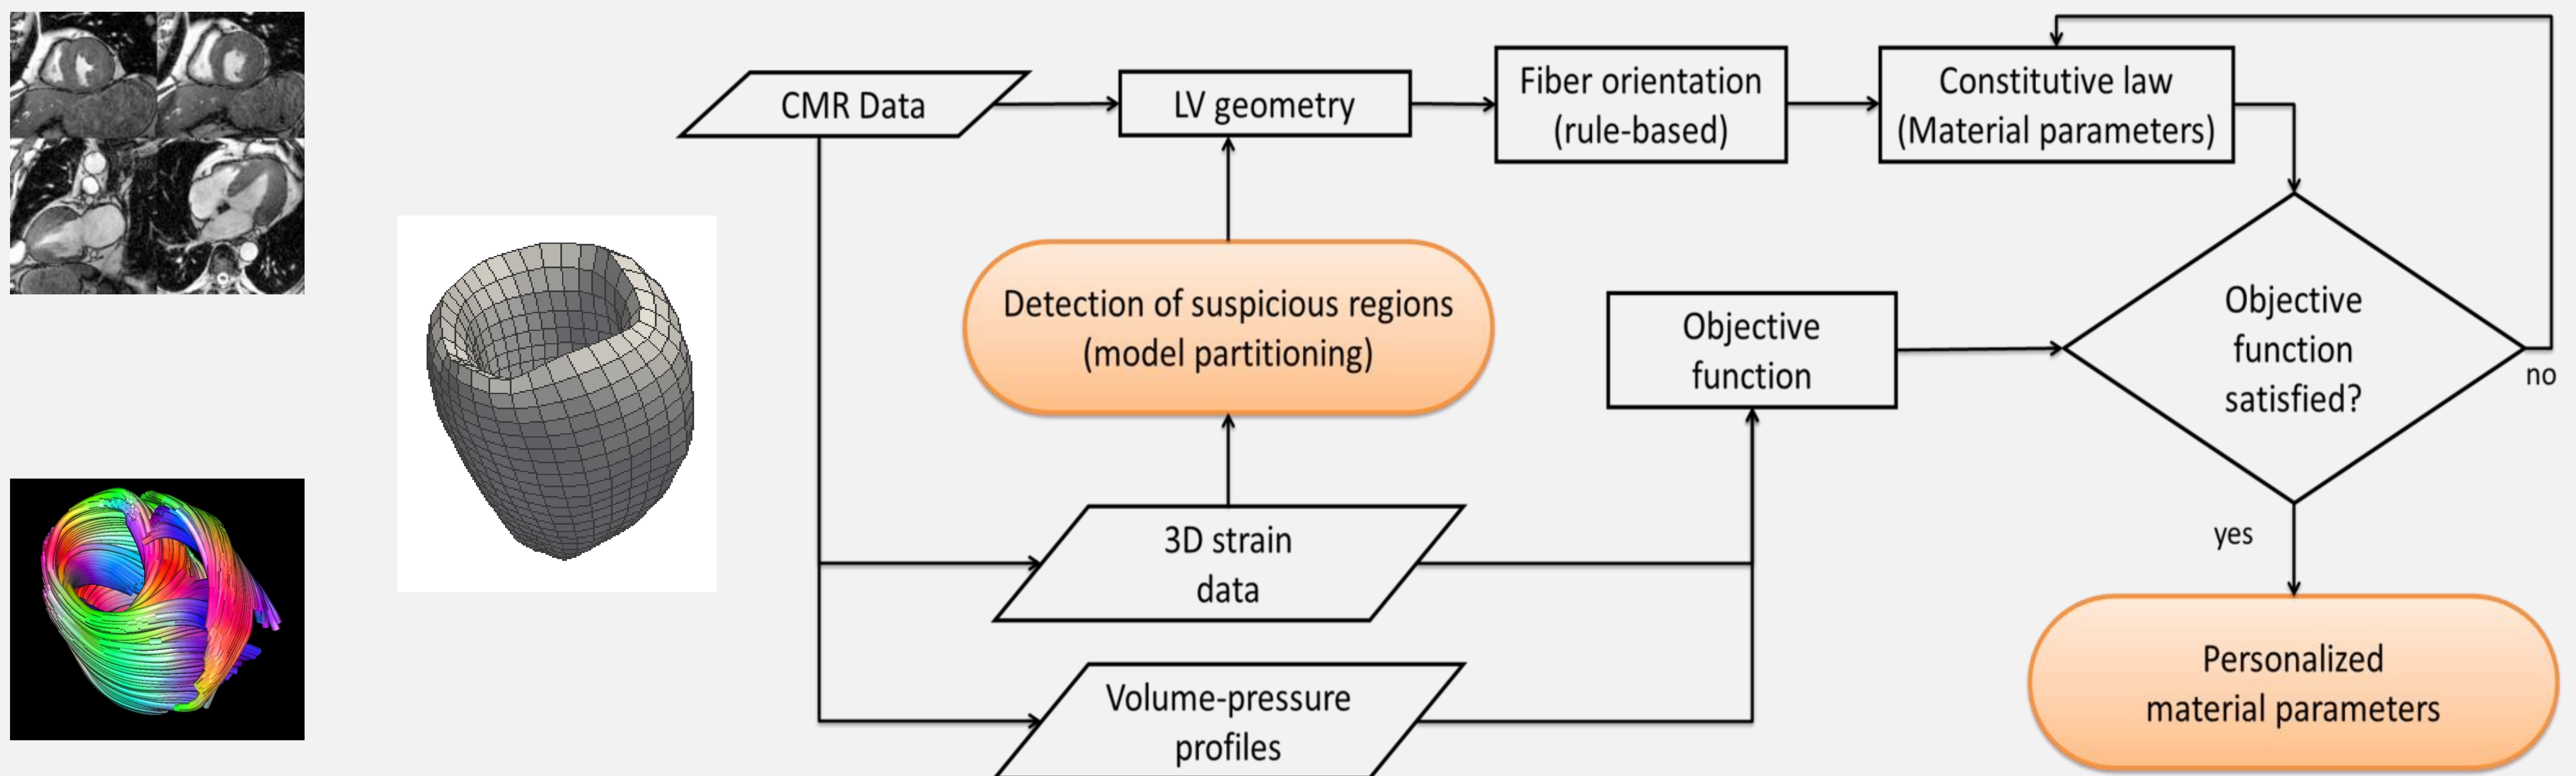 CMR Data
LV geometry
Fiber orientation
(rule-based)
Constitutive law
(Material parameters)
Detection of suspicious regions
(model partitioning)
Objective
function
Objective
function
satisfied?
no
yes
3D strain
data
Volume-pressure
profiles
Personalized
material parameters